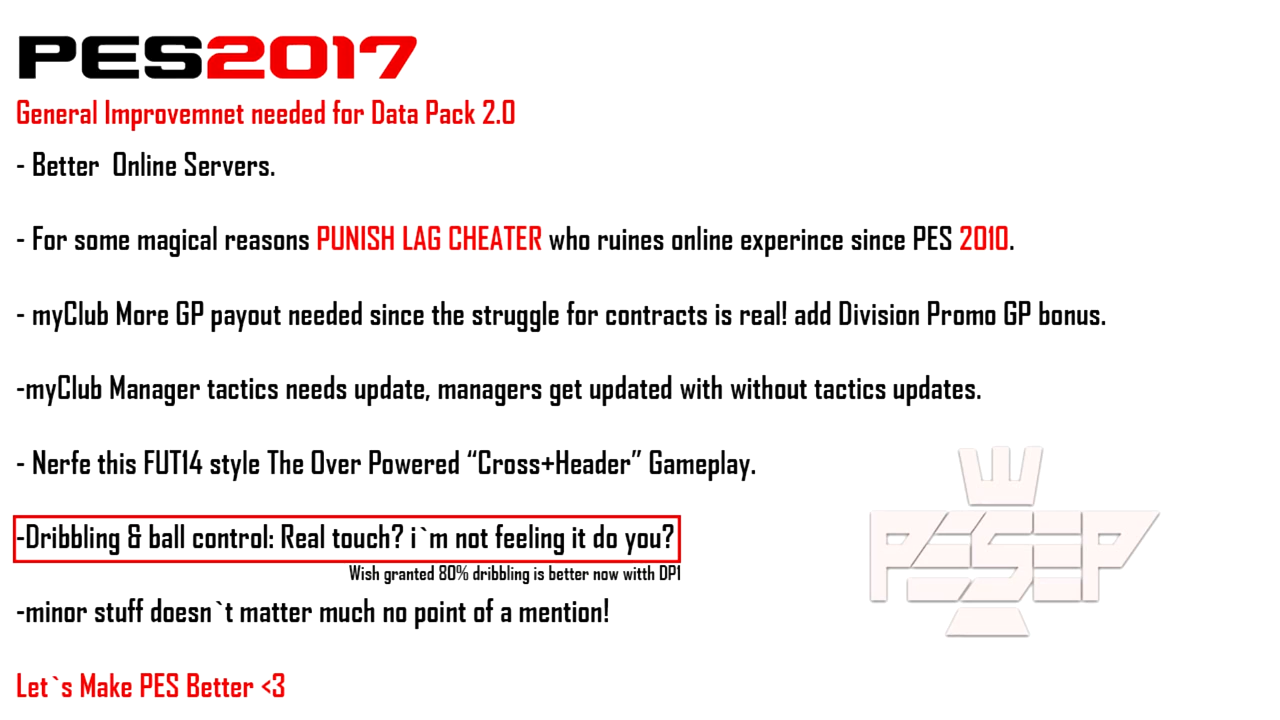 PES2017
General Improvemnet needed for Data Pack 2.0
- Better  Online Servers.
- For some magical reasons PUNISH LAG CHEATER who ruines online experince since PES 2010.
- myClub More GP payout needed since the struggle for contracts is real! add Division Promo GP bonus.
-myClub Manager tactics needs update, managers get updated with without tactics updates.
- Nerfe this FUT14 style The Over Powered “Cross+Header” Gameplay.
-Dribbling & ball control: Real touch? i`m not feeling it do you?
Wish granted 80% dribbling is better now witth DP1
-minor stuff doesn`t matter much no point of a mention!
PESEP
Let`s Make PES Better <3